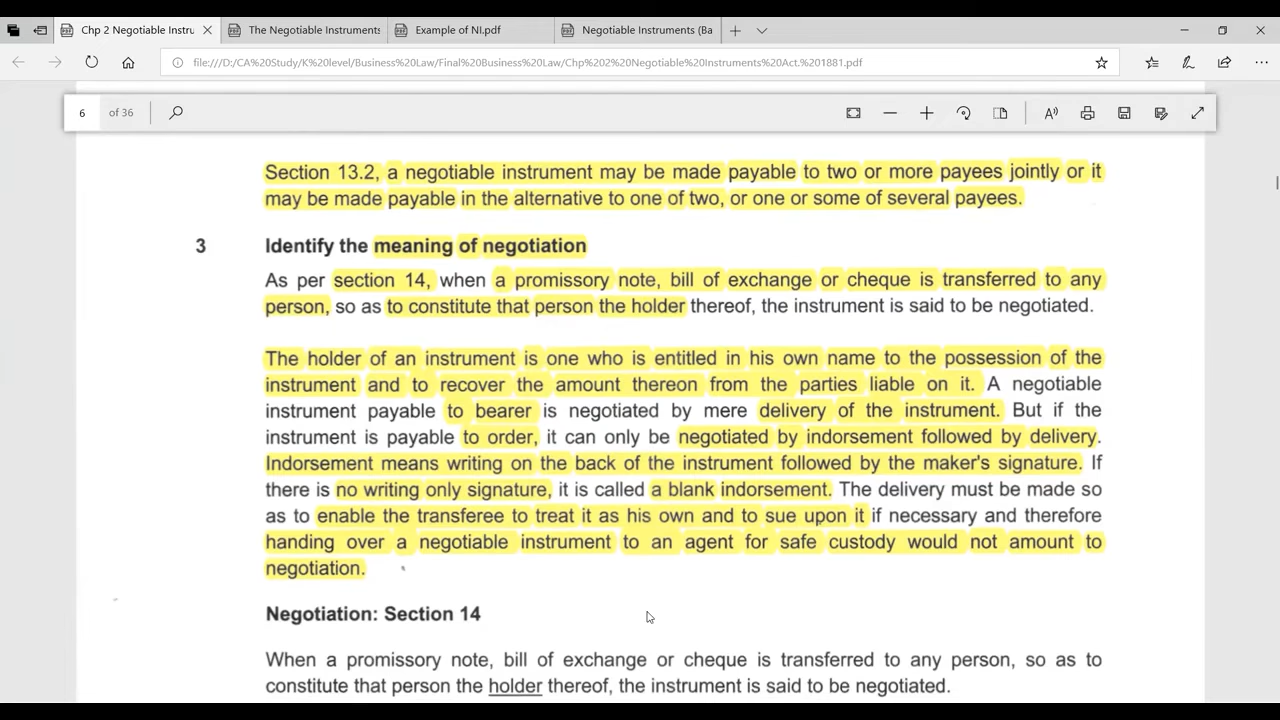 Chp 2 Negotiable Instru
The Negotiable Instruments
Example of NI.pdf
Negotiable Instruments (Ba
file:///D:/CA%20Study/K%20level/Business%20Law/Final%20Business%20Law/Chp%202%20Negotiable%20Instruments%20Act.%201881.pdf
6 of 36
Section 13.2, a negotiable instrument may be made payable to two or more payees jointly or it
may be made payable in the alternative to one of two, or one or some of several payees.
3 Identify the meaning of negotiation
As per section 14, when a promissory note, bill of exchange or cheque is transferred to any
person, so as to constitute that person the holder thereof, the instrument is said to be negotiated.
The holder of an instrument is one who is entitled in his own name to the possession of the
instrument and to recover the amount thereon from the parties liable on it. A negotiable
instrument payable to bearer is negotiated by mere delivery of the instrument. But if the
instrument is payable to order, it can only be negotiated by indorsement followed by delivery.
Indorsement means writing on the back of the instrument followed by the maker's signature. If
there is no writing only signature, it is called a blank indorsement. The delivery must be made so
as to enable the transferee to treat it as his own and to sue upon it if necessary and therefore
handing over a negotiable instrument to an agent for safe custody would not amount to
negotiation.
Negotiation: Section 14
When a promissory note, bill of exchange or cheque is transferred to any person, so as to
constitute that person the holder thereof, the instrument is said to be negotiated.